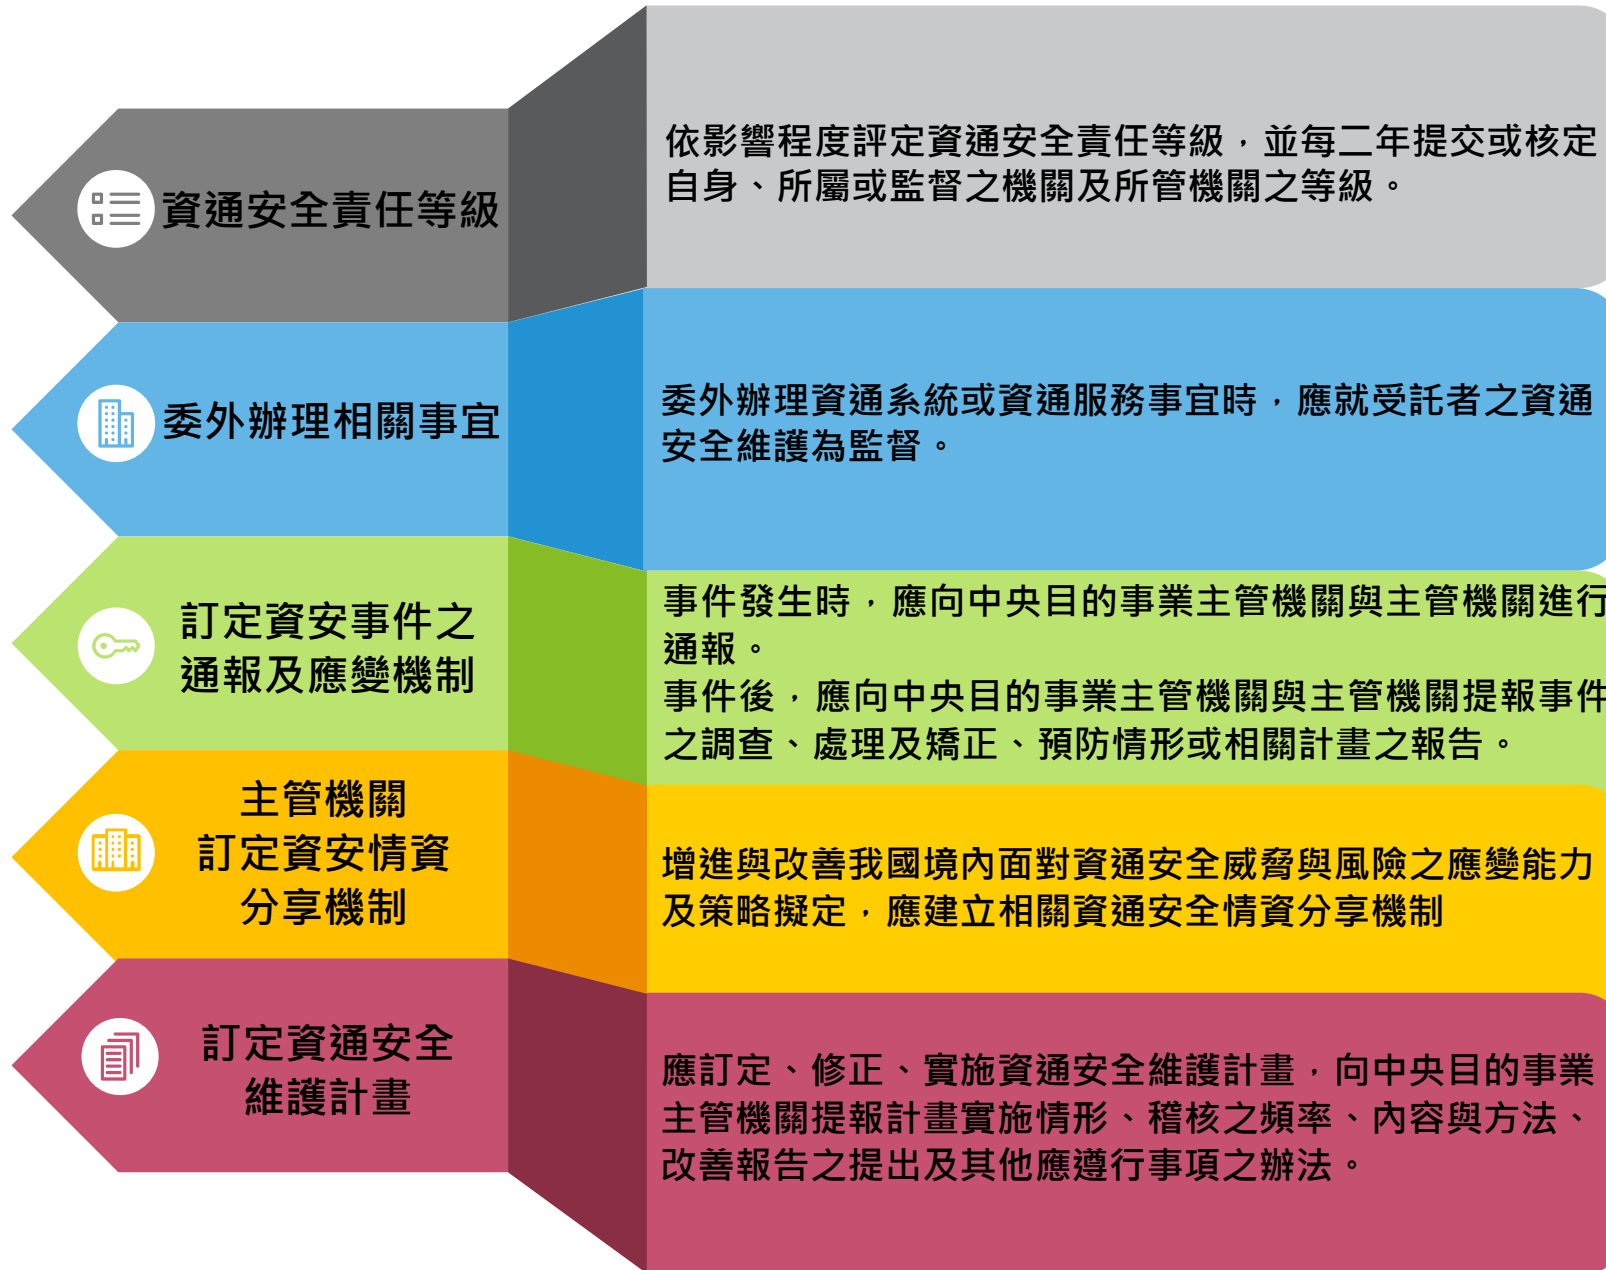 資通安全責任等級
依影響程度評定資通安全責任等級，並每二年提交或核定
自身、所屬或監督之機關及所管機關之等級。
委外辦理相關事宜
委外辦理資通系統或資通服務事宜時，應就受託者之資通
安全維護為監督。
訂定資安事件之
通報及應變機制
事件發生時，應向中央目的事業主管機關與主管機關進行
通報。
事件後，應向中央目的事業主管機關與主管機關提報事件
之調查、處理及矯正、預防情形或相關計畫之報告。
主管機關
訂定資安情資
分享機制
增進與改善我國境內面對資通安全威脅與風險之應變能力
及策略擬定，應建立相關資通安全情資分享機制
訂定資通安全
維護計畫
應訂定、修正、實施資通安全維護計畫，向中央目的事業
主管機關提報計畫實施情形、稽核之頻率、內容與方法、
改善報告之提出及其他應遵行事項之辦法。